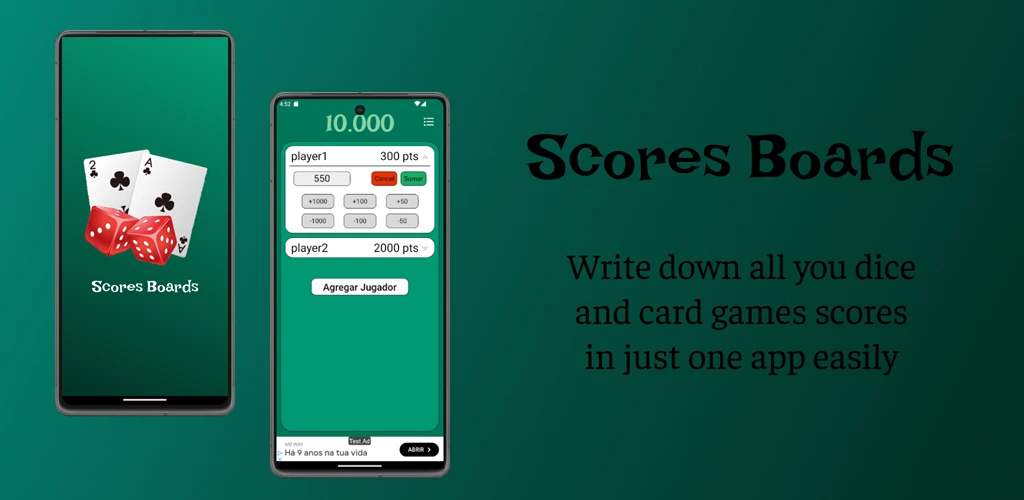 2
A
Scores Boards
4:52
10.000
player1 300 pts
550 Cancel Sumar
+1000 +100 +50
-1000 -100 -50
player2 2000 pts
Agregar Jugador
Test Ad
MB WAY
Há 9 anos na tua vida
ABRIR
Scores Boards
Write down all you dice
and card games scores
in just one app easily